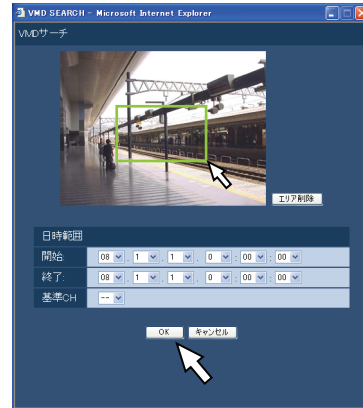 VMD SEARCH - Microsoft Internet Explorer
VMDサーチ
エリア削除
日時範囲
開始: 08 . 1 . 1 . 0 : 00 : 00
終了: 08 . 1 . 1 . 0 : 00 : 00
基準CH --
OK キャンセル